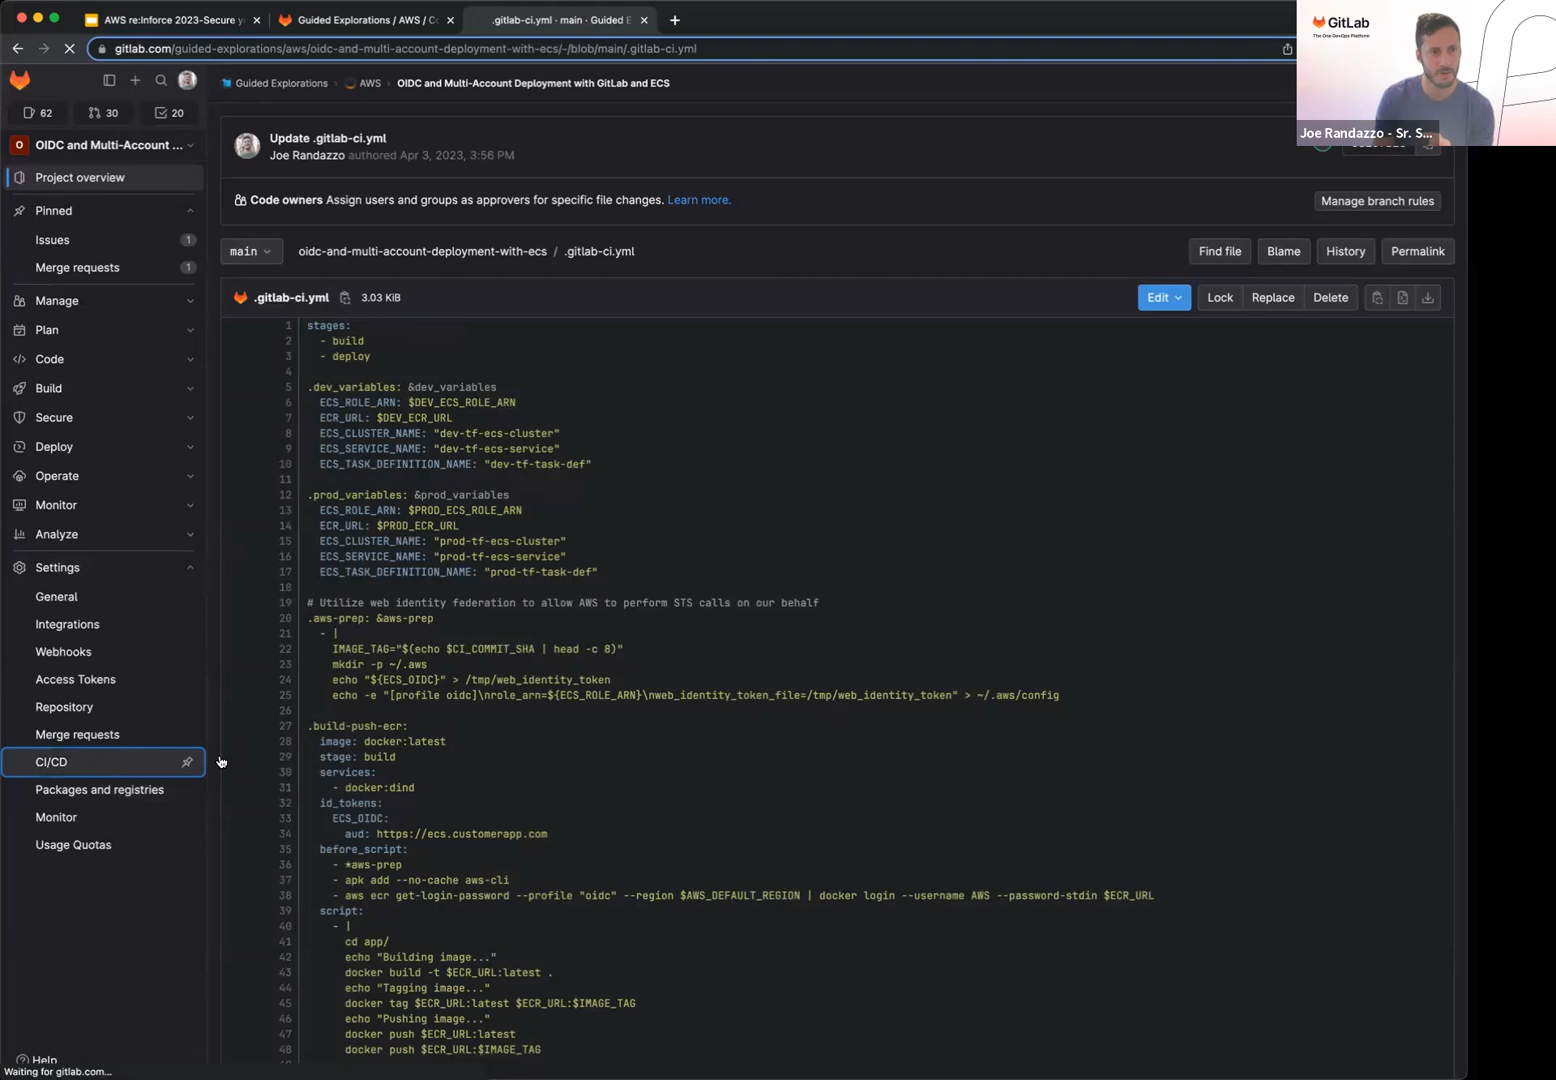 AWS re:Inforce 2023-Secure y
Guided Explorations / AWS / C
.gitlab-ci.yml · main · Guided E
gitlab.com/guided-explorations/aws/oidc-and-multi-account-deployment-with-ecs/-/blob/main/.gitlab-ci.yml
GitLab
The One DevOps Platform
Joe Randazzo - Sr. S...
62
30
20
O OIDC and Multi-Account ...
Project overview
Pinned
Issues 1
Merge requests 1
Manage
Plan
Code
Build
Secure
Deploy
Operate
Monitor
Analyze
Settings
General
Integrations
Webhooks
Access Tokens
Repository
Merge requests
CI/CD
Packages and registries
Monitor
Usage Quotas
Help
Waiting for gitlab.com...
Guided Explorations › AWS › OIDC and Multi-Account Deployment with GitLab and ECS
Update .gitlab-ci.yml
Joe Randazzo authored Apr 3, 2023, 3:56 PM
Code owners Assign users and groups as approvers for specific file changes. Learn more.
Manage branch rules
main
oidc-and-multi-account-deployment-with-ecs / .gitlab-ci.yml
Find file Blame History Permalink
.gitlab-ci.yml 3.03 KiB
Edit Lock Replace Delete
1 stages:
2 - build
3 - deploy
4
5 .dev_variables: &dev_variables
6 ECS_ROLE_ARN: $DEV_ECS_ROLE_ARN
7 ECR_URL: $DEV_ECR_URL
8 ECS_CLUSTER_NAME: "dev-tf-ecs-cluster"
9 ECS_SERVICE_NAME: "dev-tf-ecs-service"
10 ECS_TASK_DEFINITION_NAME: "dev-tf-task-def"
11
12 .prod_variables: &prod_variables
13 ECS_ROLE_ARN: $PROD_ECS_ROLE_ARN
14 ECR_URL: $PROD_ECR_URL
15 ECS_CLUSTER_NAME: "prod-tf-ecs-cluster"
16 ECS_SERVICE_NAME: "prod-tf-ecs-service"
17 ECS_TASK_DEFINITION_NAME: "prod-tf-task-def"
18
19 # Utilize web identity federation to allow AWS to perform STS calls on our behalf
20 .aws-prep: &aws-prep
21 - |
22 IMAGE_TAG="$(echo $CI_COMMIT_SHA | head -c 8)"
23 mkdir -p ~/.aws
24 echo "${ECS_OIDC}" > /tmp/web_identity_token
25 echo -e "[profile oidc]\nrole_arn=${ECS_ROLE_ARN}\nweb_identity_token_file=/tmp/web_identity_token" > ~/.aws/config
26
27 .build-push-ecr:
28 image: docker:latest
29 stage: build
30 services:
31 - docker:dind
32 id_tokens:
33 ECS_OIDC:
34 aud: https://ecs.customerapp.com
35 before_script:
36 - *aws-prep
37 - apk add --no-cache aws-cli
38 - aws ecr get-login-password --profile "oidc" --region $AWS_DEFAULT_REGION | docker login --username AWS --password-stdin $ECR_URL
39 script:
40 - |
41 cd app/
42 echo "Building image..."
43 docker build -t $ECR_URL:latest .
44 echo "Tagging image..."
45 docker tag $ECR_URL:latest $ECR_URL:$IMAGE_TAG
46 echo "Pushing image..."
47 docker push $ECR_URL:latest
48 docker push $ECR_URL:$IMAGE_TAG